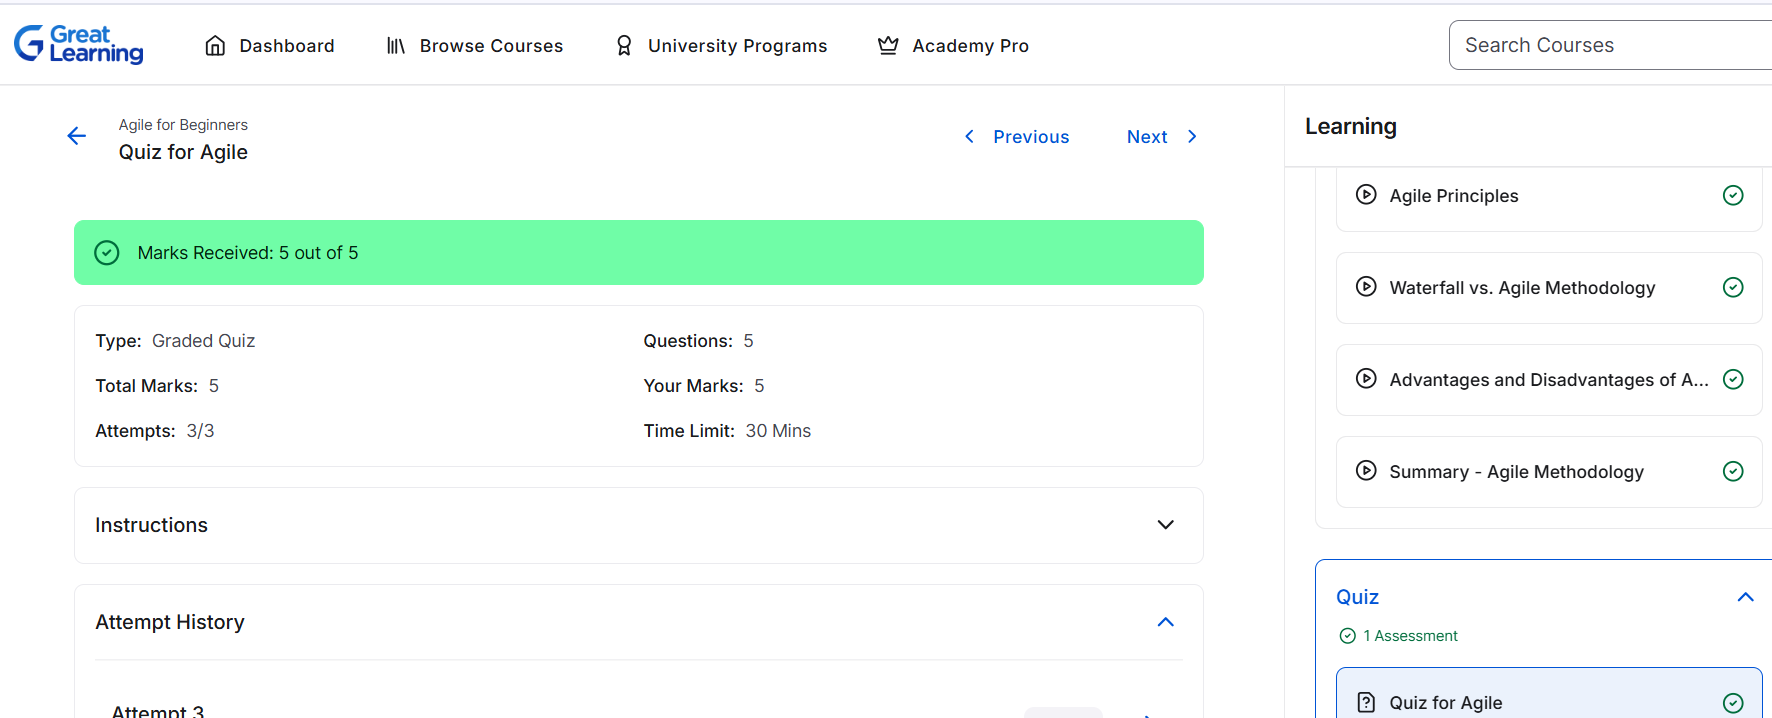 Great Learning
Dashboard
Browse Courses
University Programs
Academy Pro
Search Courses
Agile for Beginners
Quiz for Agile
Previous
Next
Marks Received: 5 out of 5
Type: Graded Quiz
Questions: 5
Total Marks: 5
Your Marks: 5
Attempts: 3/3
Time Limit: 30 Mins
Instructions
Attempt History
Attempt 3
Learning
Agile Principles
Waterfall vs. Agile Methodology
Advantages and Disadvantages of A...
Summary - Agile Methodology
Quiz
1 Assessment
Quiz for Agile